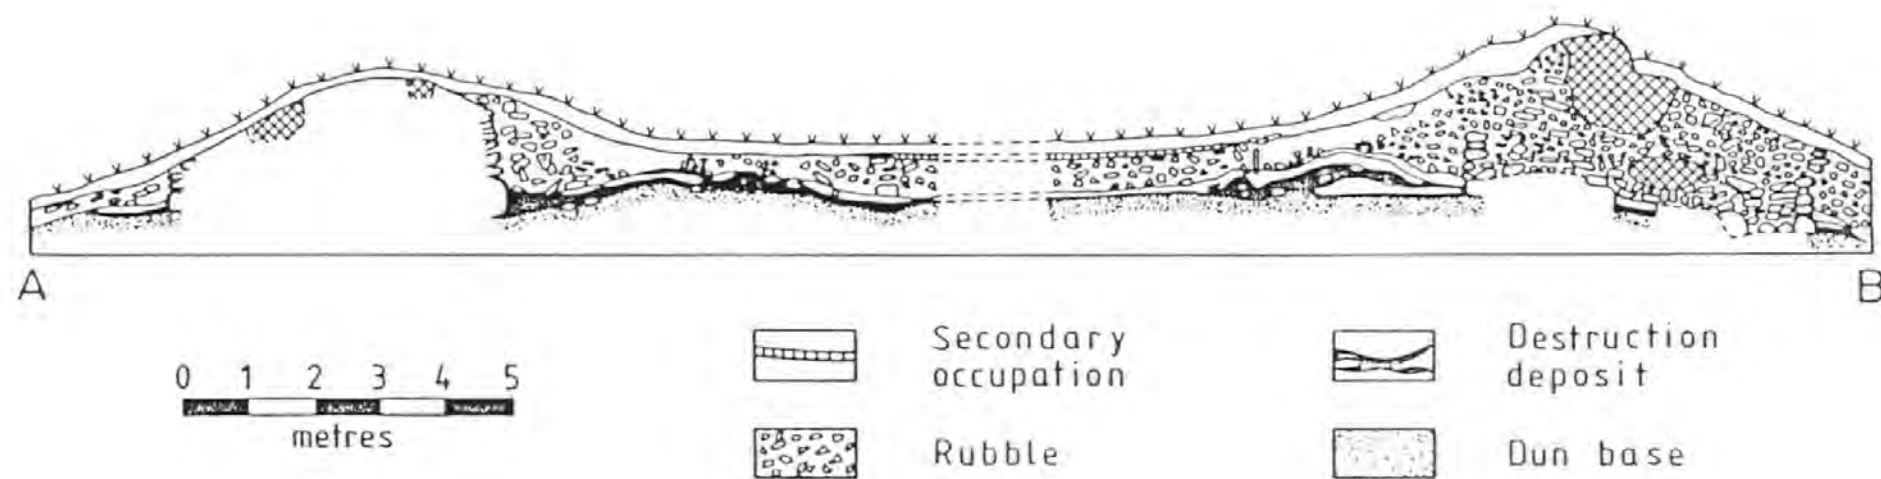 A
B
0 1 2 3 4 5
metres
Secondary
occupation
Rubble
Destruction
deposit
Dun base